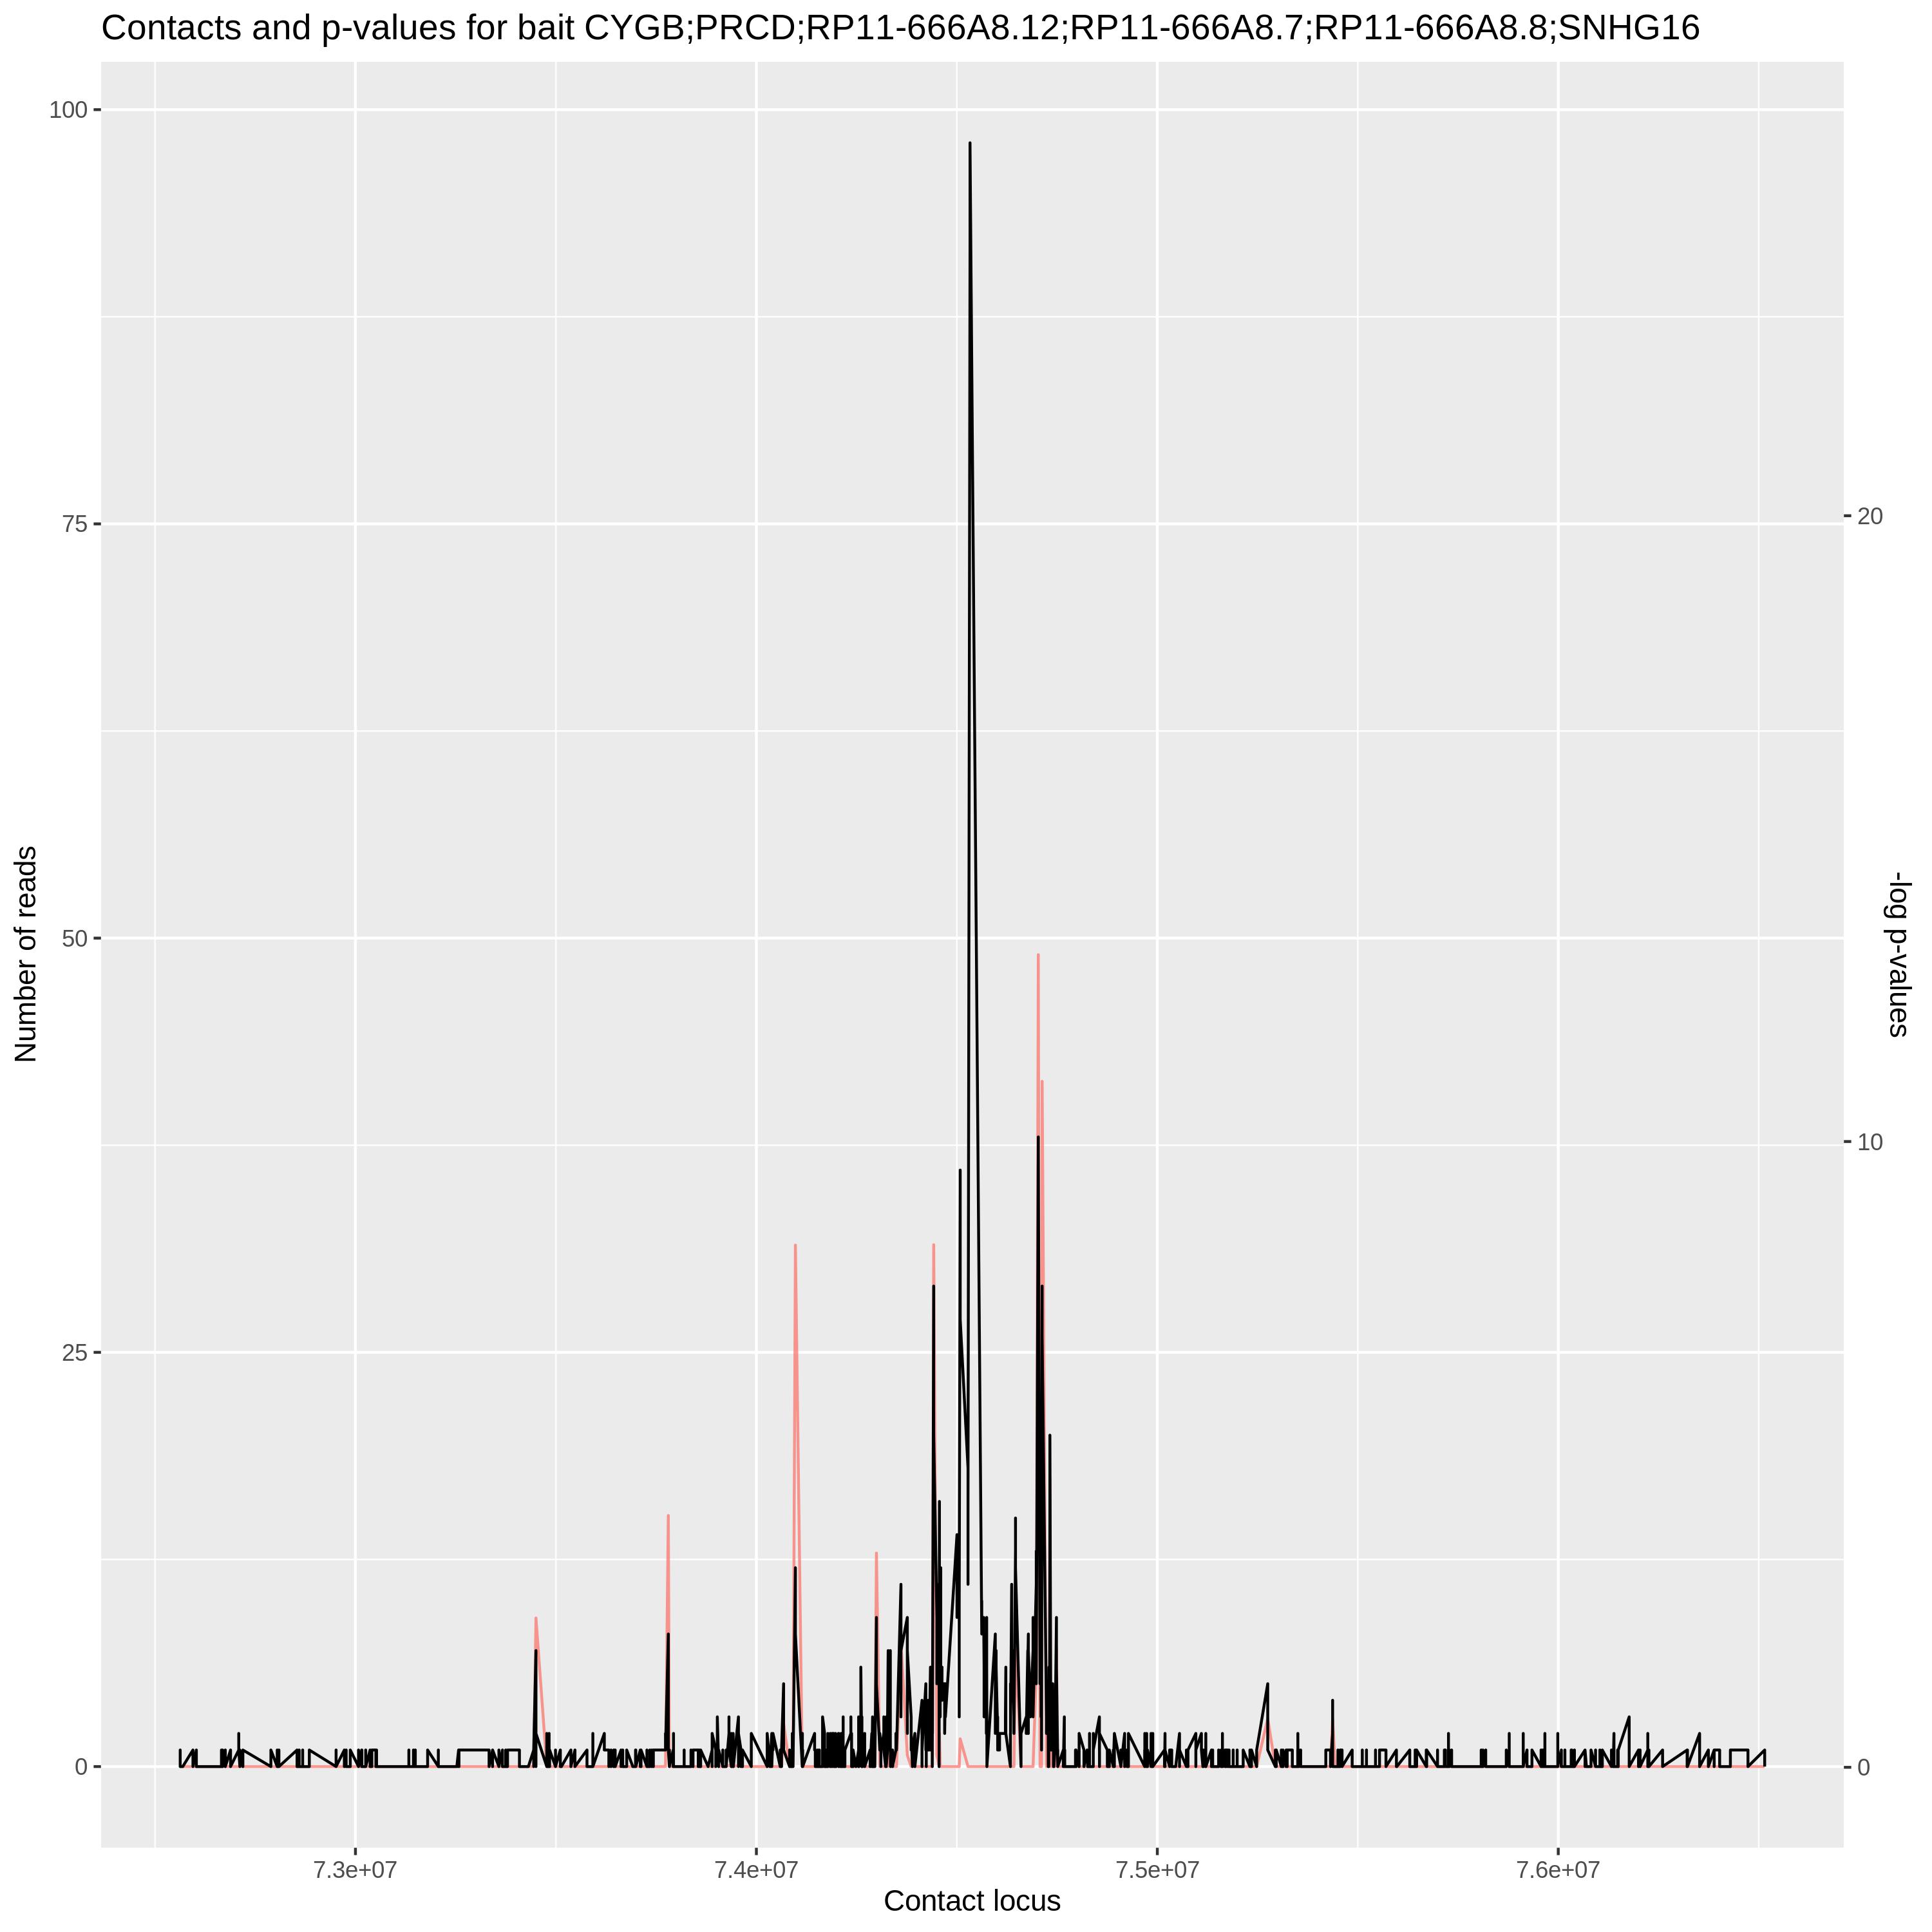 Contacts and p-values for bait CYGB;PRCD;RP11-666A8.12;RP11-666A8.7;RP11-666A8.8;SNHG16
100
75
50
25
0
Number of reads
20
10
0
-log p-values
7.3e+07 7.4e+07 7.5e+07 7.6e+07
Contact locus